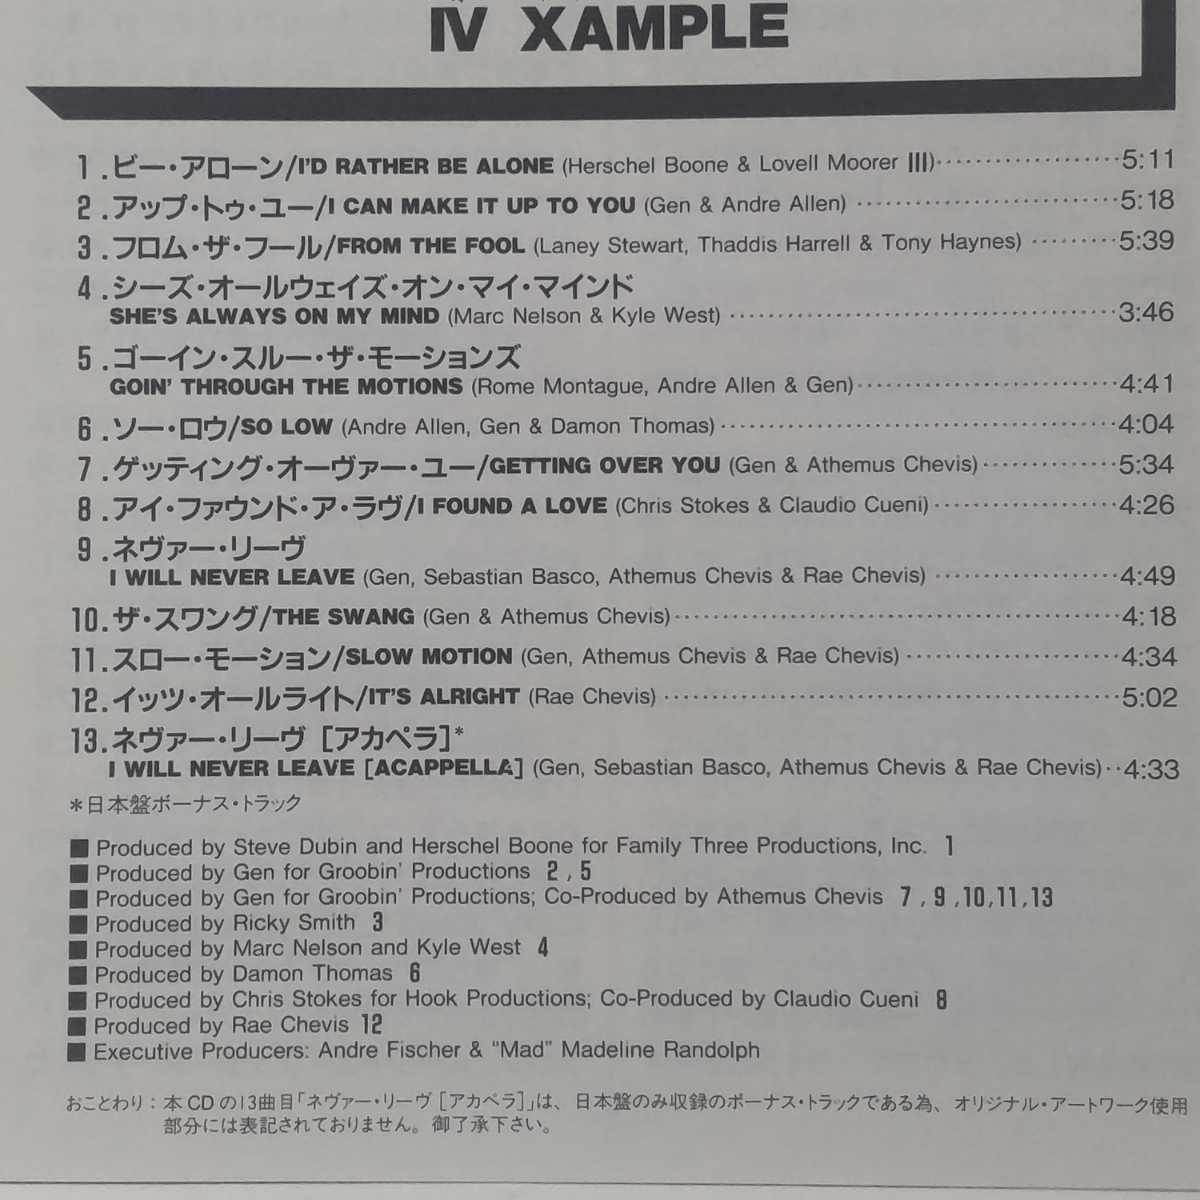 IV XAMPLE
1.ビー・アローン/I'D RATHER BE ALONE (Herschel Boone & Lovell Moorer III)··················5:11
2.アップ・トゥ・ユー/I CAN MAKE IT UP TO YOU (Gen & Andre Allen) ··························5:18
3.フロム・ザ・フール/FROM THE FOOL (Laney Stewart, Thaddis Harrell & Tony Haynes) ·········5:39
4.シーズ・オールウェイズ・オン・マイ・マインド
SHE'S ALWAYS ON MY MIND (Marc Nelson & Kyle West) ·······································3:46
5.ゴーイン・スルー・ザ・モーションズ
GOIN' THROUGH THE MOTIONS (Rome Montague, Andre Allen & Gen)··························4:41
6.ソー・ロウ/SO LOW (Andre Allen, Gen & Damon Thomas)········································4:04
7.ゲッティング・オーヴァー・ユー/GETTING OVER YOU (Gen & Athemus Chevis)··············5:34
8.アイ・ファウンド・ア・ラヴ/I FOUND A LOVE (Chris Stokes & Claudio Cueni)···················4:26
9.ネヴァー・リーヴ
I WILL NEVER LEAVE (Gen, Sebastian Basco, Athemus Chevis & Rae Chevis) ··················4:49
10.ザ・スワング/THE SWANG (Gen & Athemus Chevis)·············································4:18
11.スロー・モーション/SLOW MOTION (Gen, Athemus Chevis & Rae Chevis) ·····················4:34
12.イッツ・オールライト/IT'S ALRIGHT (Rae Chevis) ··············································5:02
13.ネヴァー・リーヴ [アカペラ]*
I WILL NEVER LEAVE [ACAPPELLA] (Gen, Sebastian Basco, Athemus Chevis & Rae Chevis)··4:33
*日本盤ボーナス・トラック
■ Produced by Steve Dubin and Herschel Boone for Family Three Productions, Inc. 1
■ Produced by Gen for Groobin' Productions 2,5
■ Produced by Gen for Groobin' Productions; Co-Produced by Athemus Chevis 7,9,10,11,13
■ Produced by Ricky Smith 3
■ Produced by Marc Nelson and Kyle West 4
■ Produced by Damon Thomas 6
■ Produced by Chris Stokes for Hook Productions; Co-Produced by Claudio Cueni 8
■ Produced by Rae Chevis 12
■ Executive Producers: Andre Fischer & "Mad" Madeline Randolph
おことわり：本CDの13曲目「ネヴァー・リーヴ［アカペラ］」は、日本盤のみ収録のボーナス・トラックである為、オリジナル・アートワーク使用
部分には表記されておりません。御了承下さい。